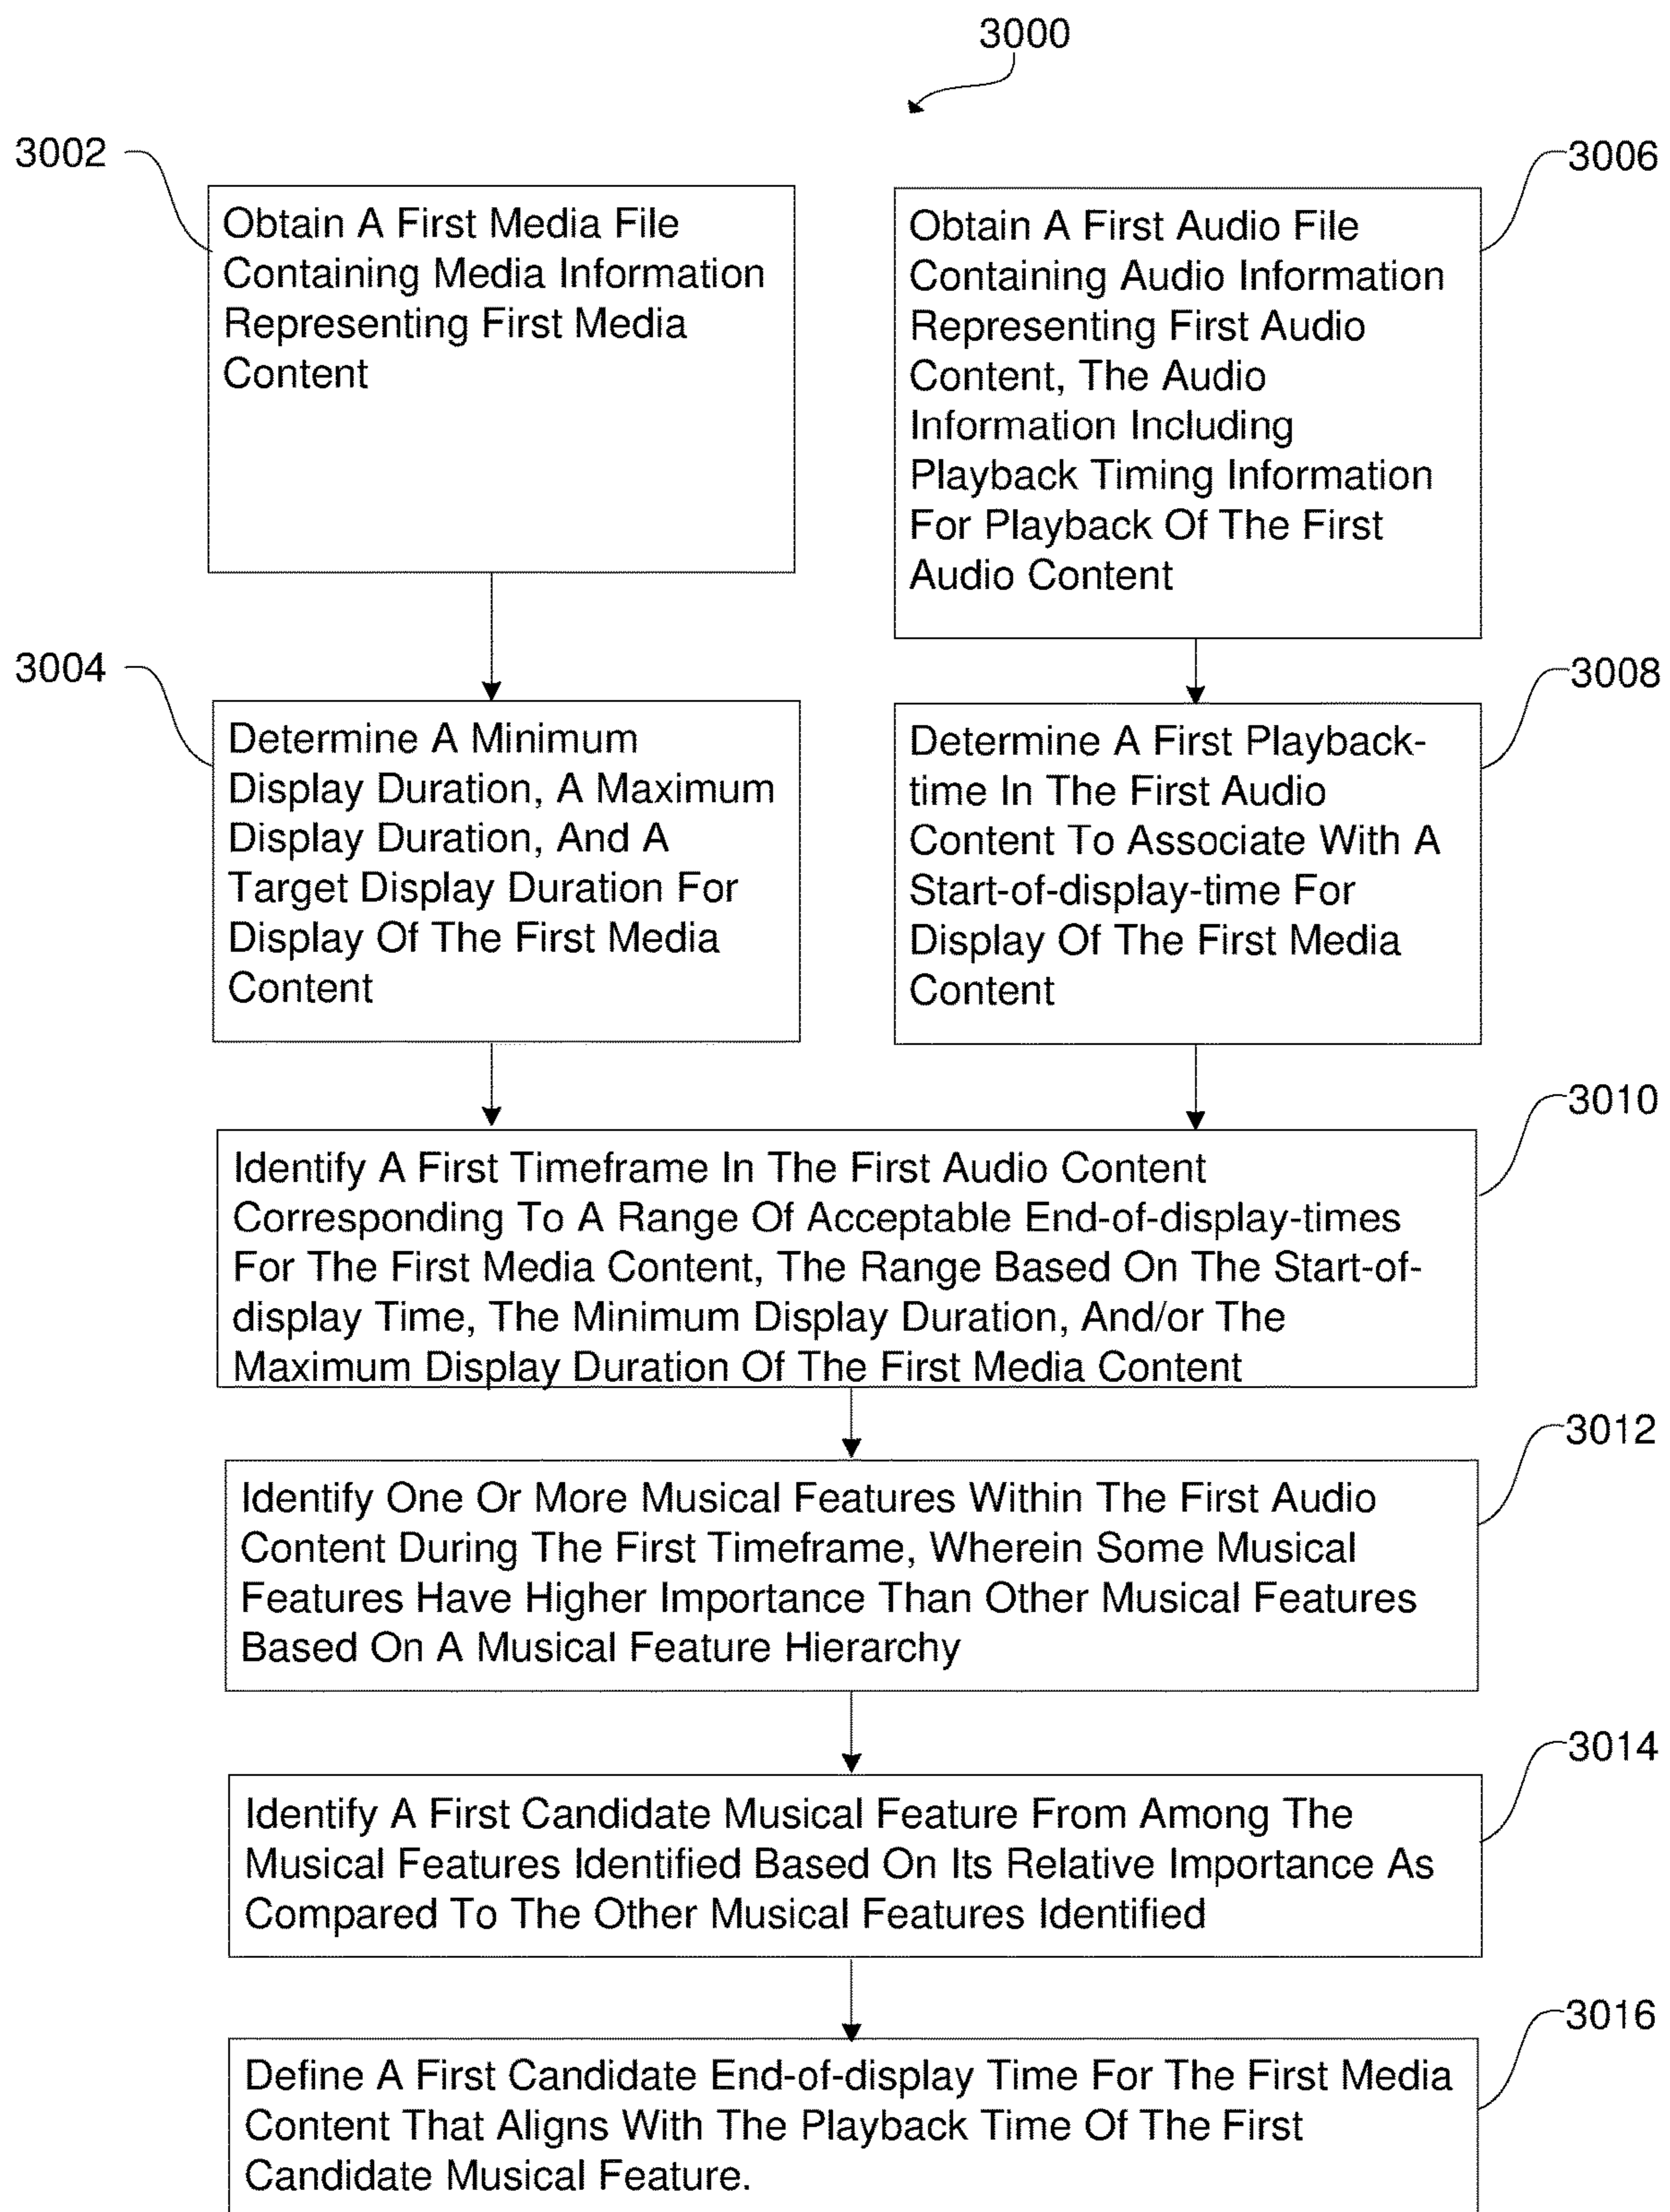 3000
3002
Obtain A First Media File
Containing Media Information
Representing First Media
Content
3006
Obtain A First Audio File
Containing Audio Information
Representing First Audio
Content, The Audio
Information Including
Playback Timing Information
For Playback Of The First
Audio Content
3004
Determine A Minimum
Display Duration, A Maximum
Display Duration, And A
Target Display Duration For
Display Of The First Media
Content
3008
Determine A First Playback-
time In The First Audio
Content To Associate With A
Start-of-display-time For
Display Of The First Media
Content
3010
Identify A First Timeframe In The First Audio Content
Corresponding To A Range Of Acceptable End-of-display-times
For The First Media Content, The Range Based On The Start-of-
display Time, The Minimum Display Duration, And/or The
Maximum Display Duration Of The First Media Content
3012
Identify One Or More Musical Features Within The First Audio
Content During The First Timeframe, Wherein Some Musical
Features Have Higher Importance Than Other Musical Features
Based On A Musical Feature Hierarchy
3014
Identify A First Candidate Musical Feature From Among The
Musical Features Identified Based On Its Relative Importance As
Compared To The Other Musical Features Identified
3016
Define A First Candidate End-of-display Time For The First Media
Content That Aligns With The Playback Time Of The First
Candidate Musical Feature.